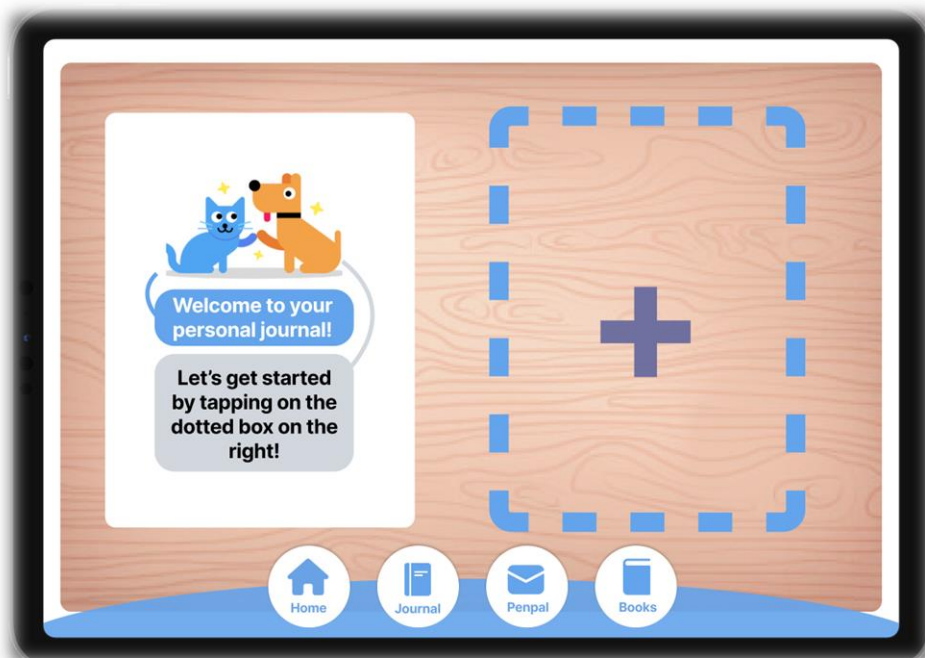 Welcome to your
personal journal!
Let's get started
by tapping on the
dotted box on the
right!
Home
Journal
Penpal
Books